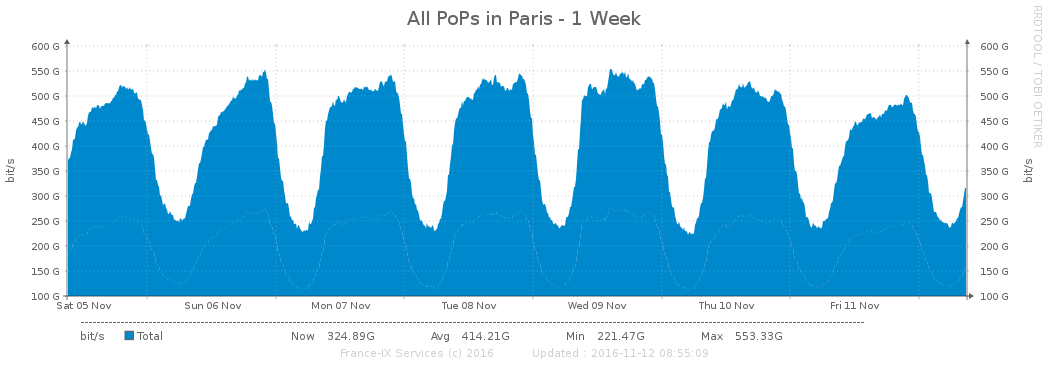 All PoPs in Paris - 1 Week
RRDTOOL / TOBI OETIKER
600 G 600 G
550 G 550 G
500 G 500 G
450 G 450 G
400 G 400 G
350 G 350 G
300 G 300 G
250 G 250 G
200 G 200 G
150 G 150 G
100 G 100 G
bit/s bit/s
Sat 05 Nov Sun 06 Nov Mon 07 Nov Tue 08 Nov Wed 09 Nov Thu 10 Nov Fri 11 Nov
bit/s Total Now 324.89G Avg 414.21G Min 221.47G Max 553.33G
France-IX Services (c) 2016 Updated : 2016-11-12 08:55:09